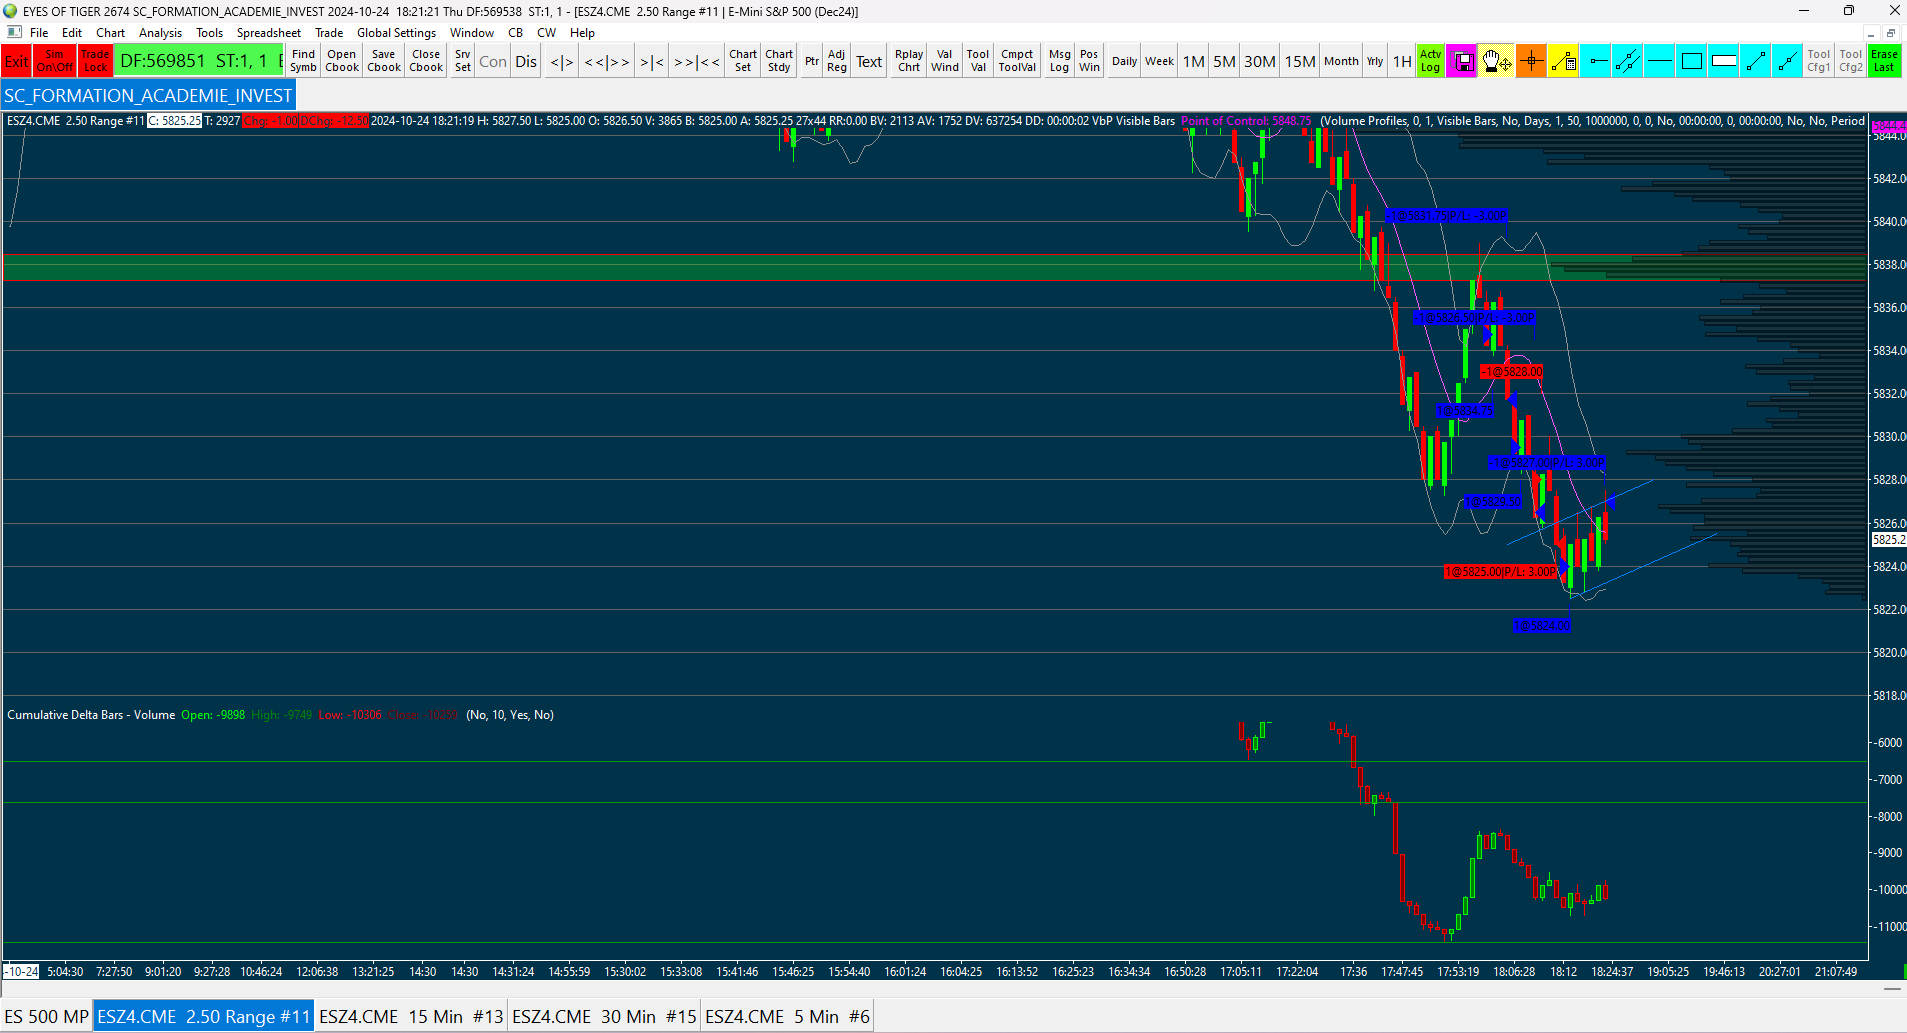 EYES OF TIGER 2674 SC_FORMATION_ACADEMIE_INVEST 2024-10-24  18:21:21 Thu DF:569538  ST:1, 1 - [ESZ4.CME  2.50 Range #11 | E-Mini S&P 500 (Dec24)]
File Edit Chart Analysis Tools Spreadsheet Trade Global Settings Window CB CW Help
Exit Sim On\Off Trade Lock DF:569851  ST:1, 1 Find Symb Open Cbook Save Cbook Close Cbook Srv Set Con Dis <|> <<|>> >|< >>|<< Chart Set Chart Stdy Ptr Adj Reg Text Rplay Chrt Val Wind Tool Val Cmpct ToolVal Msg Log Pos Win Daily Week 1M 5M 30M 15M Month Yrly 1H Actv Log Tool Cfg1 Tool Cfg2 Erase Last
SC_FORMATION_ACADEMIE_INVEST
ESZ4.CME  2.50 Range #11 C: 5825.25 T: 2927 Chg: -1.00 DChg: -12.50 2024-10-24 18:21:19 H: 5827.50 L: 5825.00 O: 5826.50 V: 3865 B: 5825.00 A: 5825.25 27x44 RR:0.00 BV: 2113 AV: 1752 DV: 637254 DD: 00:00:02 VbP Visible Bars Point of Control: 5848.75 (Volume Profiles, 0, 1, Visible Bars, No, Days, 1, 50, 1000000, 0, 0, No, 00:00:00, 0, 00:00:00, No, No, Period
5844.0
5842.0
-1@5831.75|P/L: -3.00P
5840.0
5838.0
5836.0
-1@5826.50|P/L: -3.00P
5834.0
-1@5828.00
5832.0
1@5834.75
5830.0
-1@5827.00|P/L: 3.00P
5828.0
1@5829.50
5826.0
5825.2
5824.0
1@5825.00|P/L: 3.00P
5822.0
1@5824.00
5820.0
5818.0
Cumulative Delta Bars - Volume Open: -9898 High: -9749 Low: -10306 Close: -10259 (No, 10, Yes, No)
-6000
-7000
-8000
-9000
-10000
-11000
-10-24 5:04:30 7:27:50 9:01:20 9:27:28 10:46:24 12:06:38 13:21:25 14:30 14:30 14:31:24 14:55:59 15:30:02 15:33:08 15:41:46 15:46:25 15:54:40 16:01:24 16:04:25 16:13:52 16:25:23 16:34:34 16:50:28 17:05:11 17:22:04 17:36 17:47:45 17:53:19 18:06:28 18:12 18:24:37 19:05:25 19:46:13 20:27:01 21:07:49
ES 500 MP ESZ4.CME  2.50 Range #11 ESZ4.CME  15 Min  #13 ESZ4.CME  30 Min  #15 ESZ4.CME  5 Min  #6